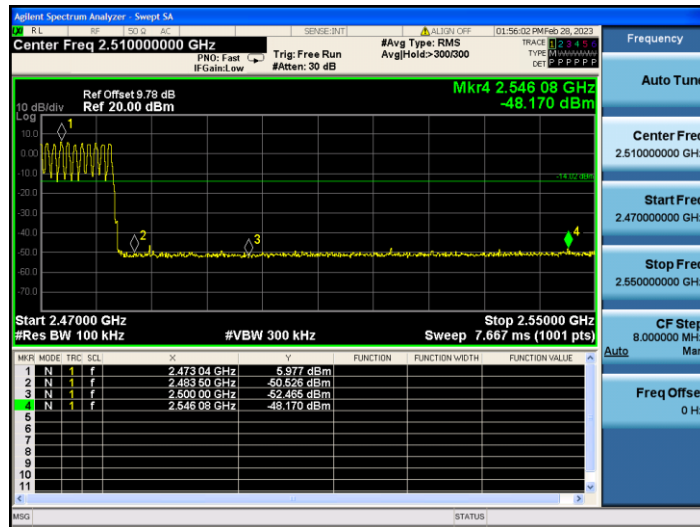 Agilent Spectrum Analyzer - Swept SA
RL RF 50 Ω AC SENSE:INT ALIGN OFF 01:56:02 PM Feb 28, 2023
Center Freq 2.510000000 GHz
PNO: Fast
IFGain:Low
Trig: Free Run
#Atten: 30 dB
#Avg Type: RMS
Avg|Hold:>300/300
TRACE 1 2 3 4 5 6
TYPE M
DET P P P P P P
Ref Offset 9.78 dB
10 dB/div Ref 20.00 dBm
Log
Mkr4 2.546 08 GHz
-48.170 dBm
10.0
0.00
-10.0
-20.0
-30.0
-40.0
-50.0
-60.0
-70.0
1
2
3
4
-14.02 dBm
Start 2.47000 GHz Stop 2.55000 GHz
#Res BW 100 kHz #VBW 300 kHz Sweep 7.667 ms (1001 pts)
MKR MODE TRC SCL X Y FUNCTION FUNCTION WIDTH FUNCTION VALUE
1 N 1 f 2.473 04 GHz 5.977 dBm
2 N 1 f 2.483 50 GHz -50.526 dBm
3 N 1 f 2.500 00 GHz -52.465 dBm
4 N 1 f 2.546 08 GHz -48.170 dBm
5
6
7
8
9
10
11
MSG STATUS
Frequency
Auto Tune
Center Freq
2.510000000 GHz
Start Freq
2.470000000 GHz
Stop Freq
2.550000000 GHz
CF Step
8.000000 MHz
Auto Man
Freq Offset
0 Hz